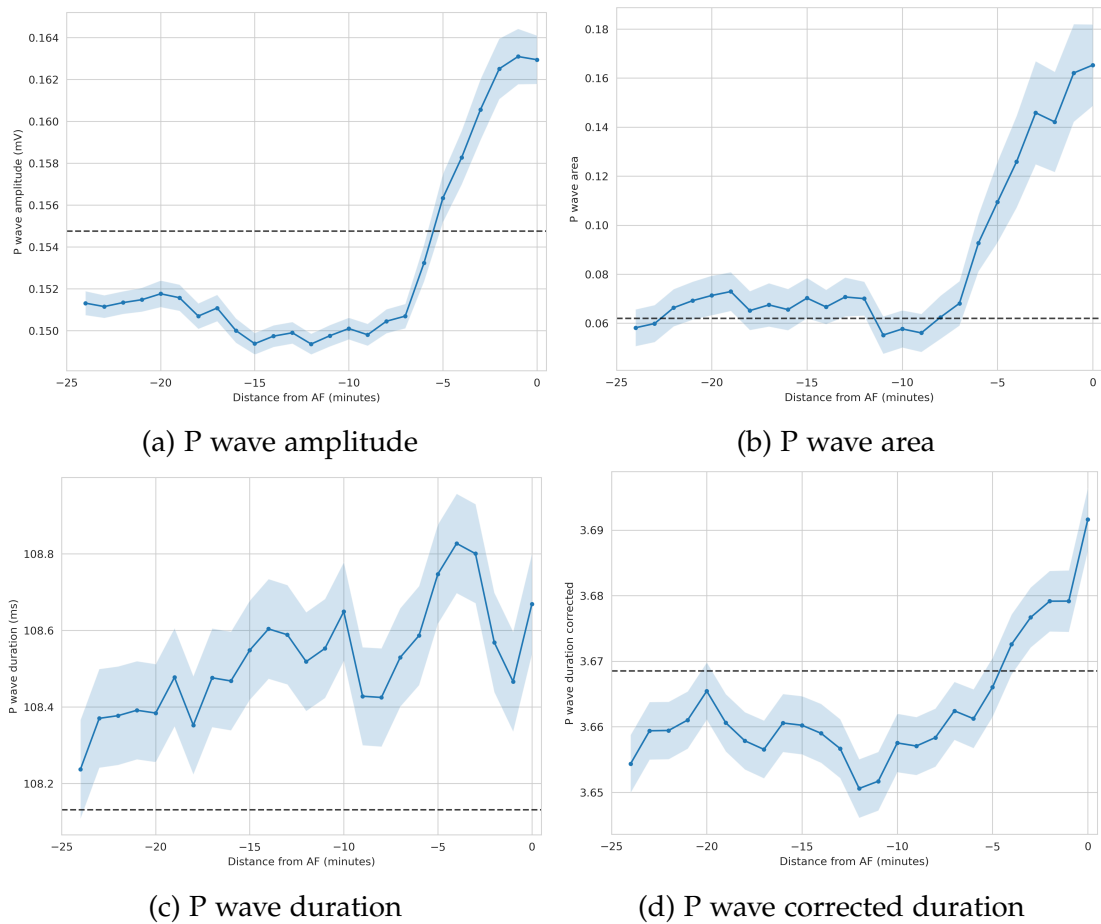 0.164
0.162
0.160
0.158
0.156
0.154
0.152
0.150
P wave amplitude (mV)
−25 −20 −15 −10 −5 0
Distance from AF (minutes)
(a) P wave amplitude
0.18
0.16
0.14
0.12
0.10
0.08
0.06
P wave area
−25 −20 −15 −10 −5 0
Distance from AF (minutes)
(b) P wave area
108.8
108.6
108.4
108.2
P wave duration (ms)
−25 −20 −15 −10 −5 0
Distance from AF (minutes)
(c) P wave duration
3.69
3.68
3.67
3.66
3.65
P wave duration corrected
−25 −20 −15 −10 −5 0
Distance from AF (minutes)
(d) P wave corrected duration